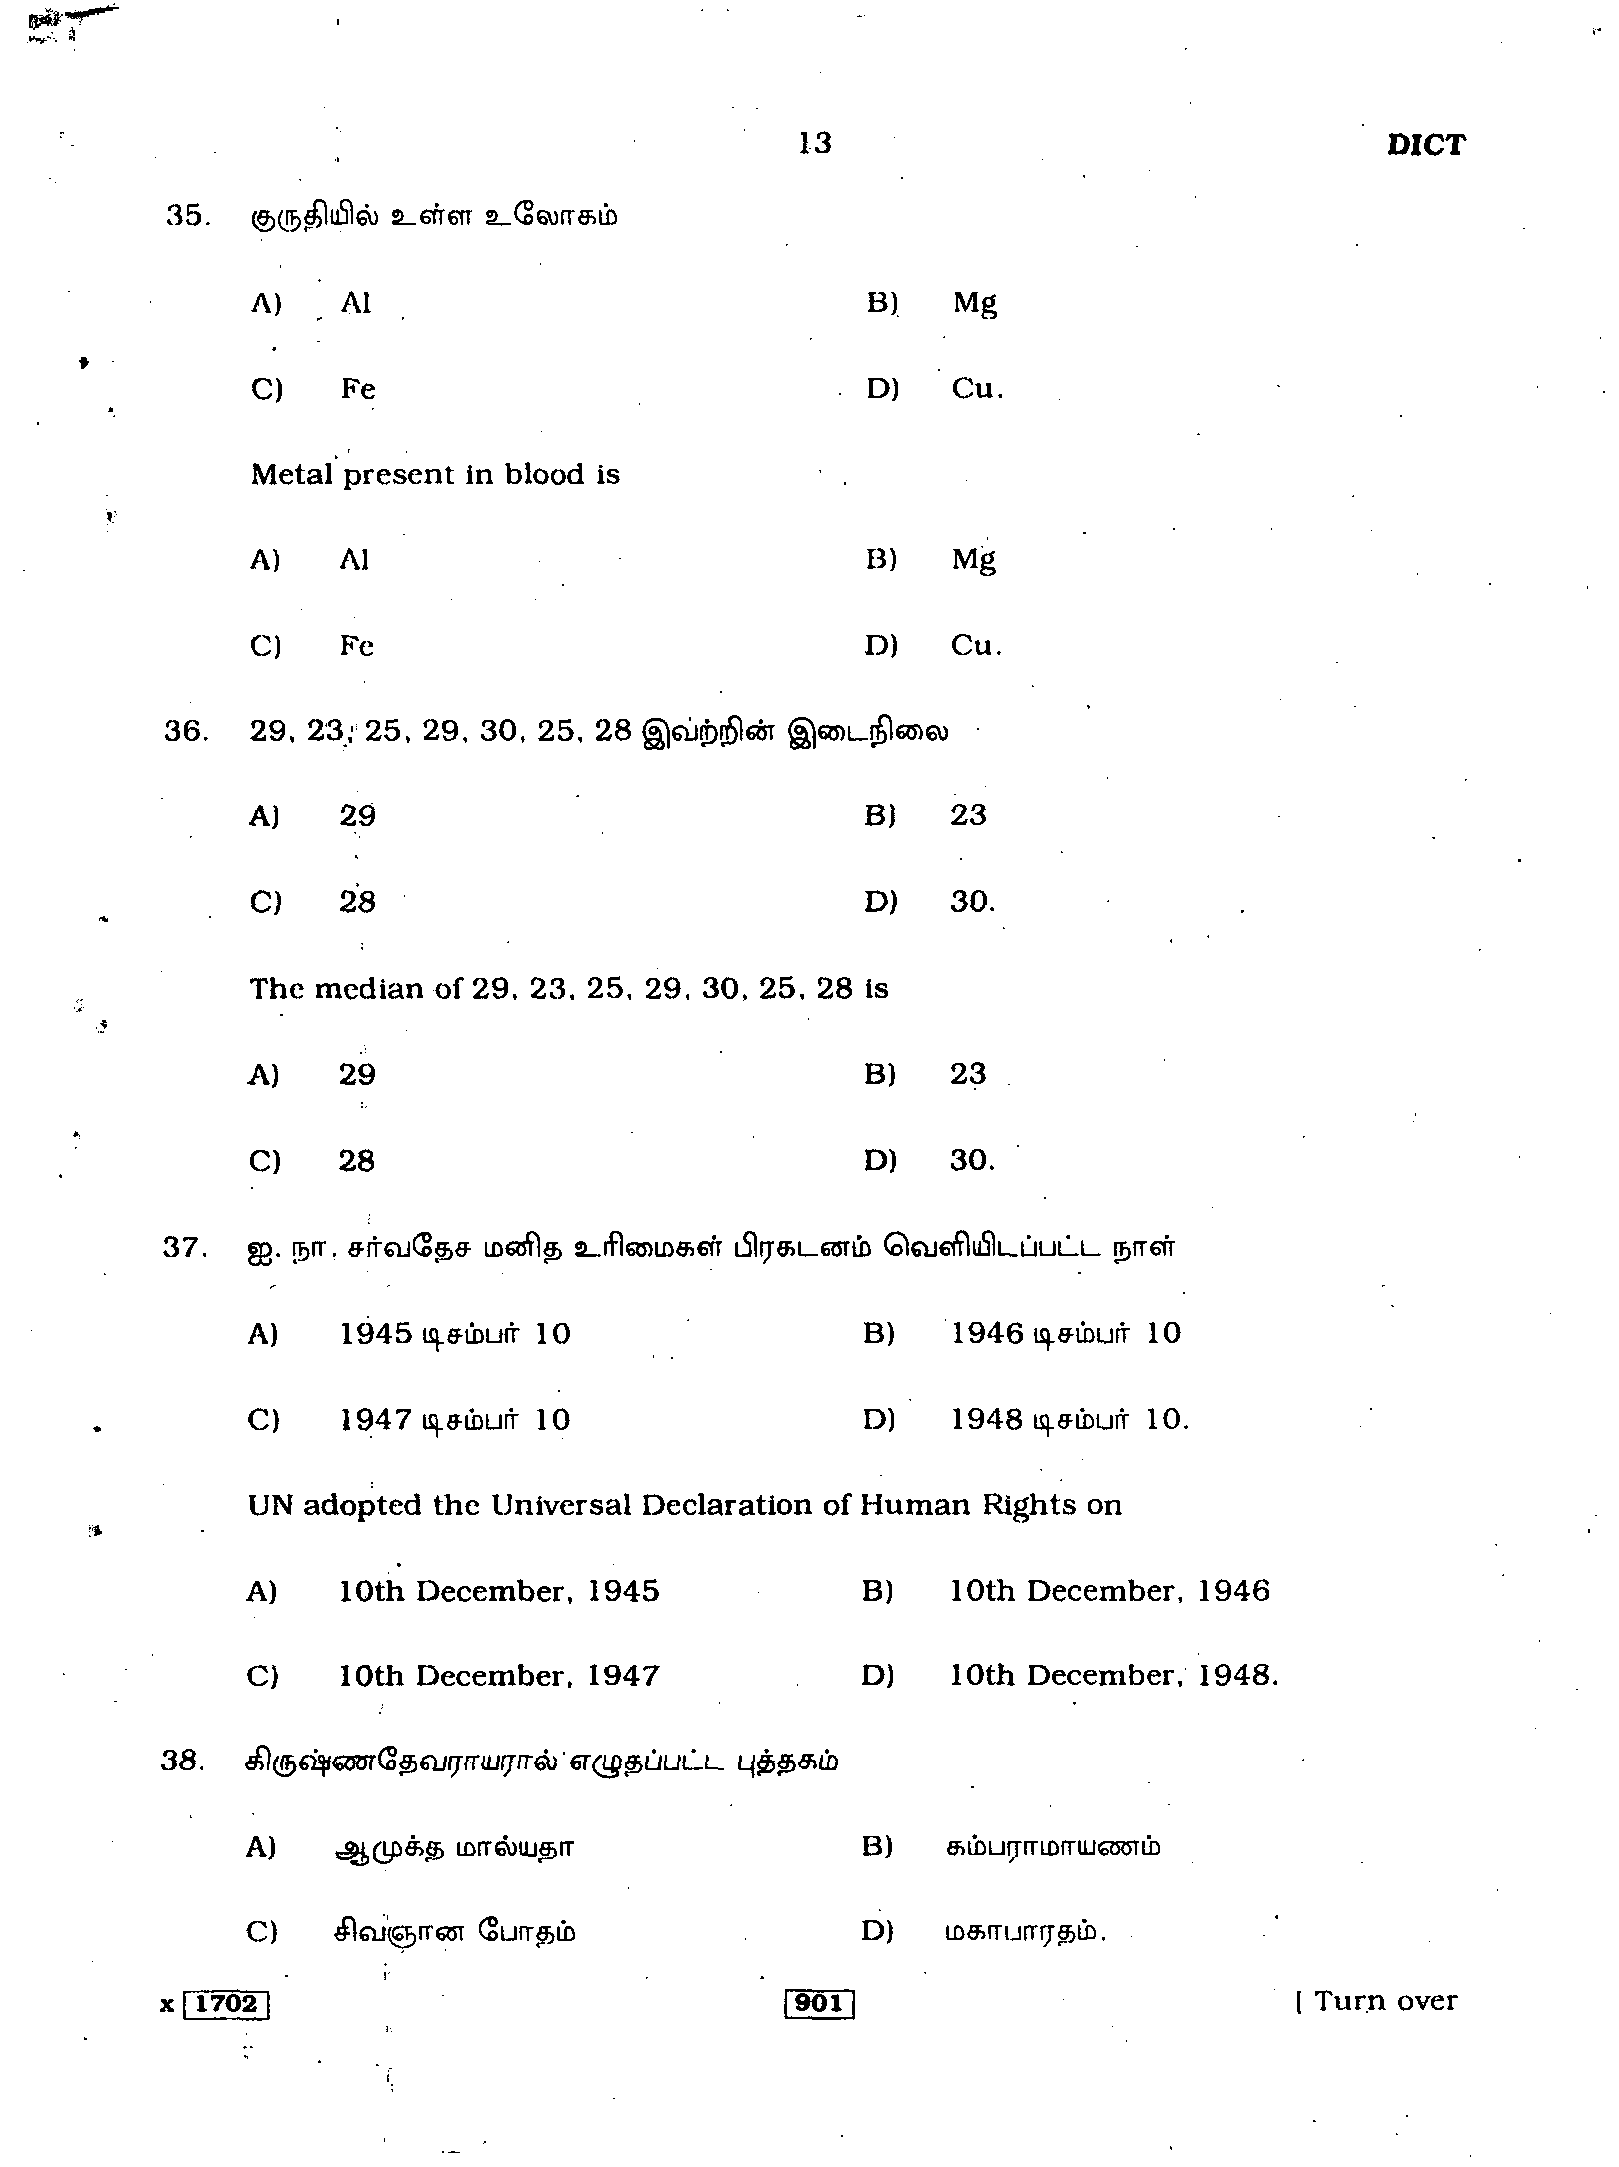 13 DICT
35. குருதியில் உள்ள உலோகம்
A) Al B) Mg
C) Fe D) Cu.
Metal present in blood is
A) Al B) Mg
C) Fe D) Cu.
36. 29, 23, 25, 29, 30, 25, 28 இவ்ற்றின் இடைநிலை
A) 29 B) 23
C) 28 D) 30.
The median of 29, 23, 25, 29, 30, 25, 28 is
A) 29 B) 23
C) 28 D) 30.
37. ஐ. நா. சர்வதேச மனித உரிமைகள் பிரகடனம் வெளியிடப்பட்ட நாள்
A) 1945 டிசம்பர் 10 B) 1946 டிசம்பர் 10
C) 1947 டிசம்பர் 10 D) 1948 டிசம்பர் 10.
UN adopted the Universal Declaration of Human Rights on
A) 10th December, 1945 B) 10th December, 1946
C) 10th December, 1947 D) 10th December, 1948.
38. கிருஷ்ணதேவராயரால் எழுதப்பட்ட புத்தகம்
A) ஆமுக்த மால்யதா B) கம்பராமாயணம்
C) சிவஞான போதம் D) மகாபாரதம்.
x 1702 901 [ Turn over